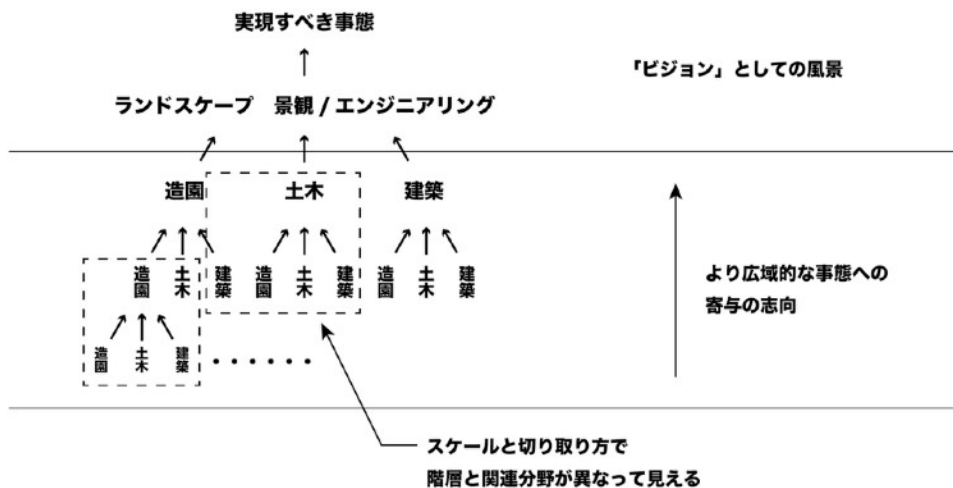 実現すべき事態
「ビジョン」としての風景
ランドスケープ 景観 / エンジニアリング
造園 土木 建築
造園 土木 建築 造園 土木 建築 造園 土木 建築
より広域的な事態への
寄与の志向
造園 土木 建築 ・・・・・・
スケールと切り取り方で
階層と関連分野が異なって見える